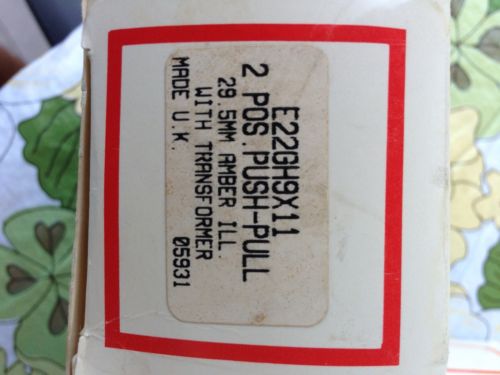 E22GH9X11
2 POS.PUSH-PULL
29.5MM AMBER ILL.
WITH TRANSFORMER
MADE U.K. 05931